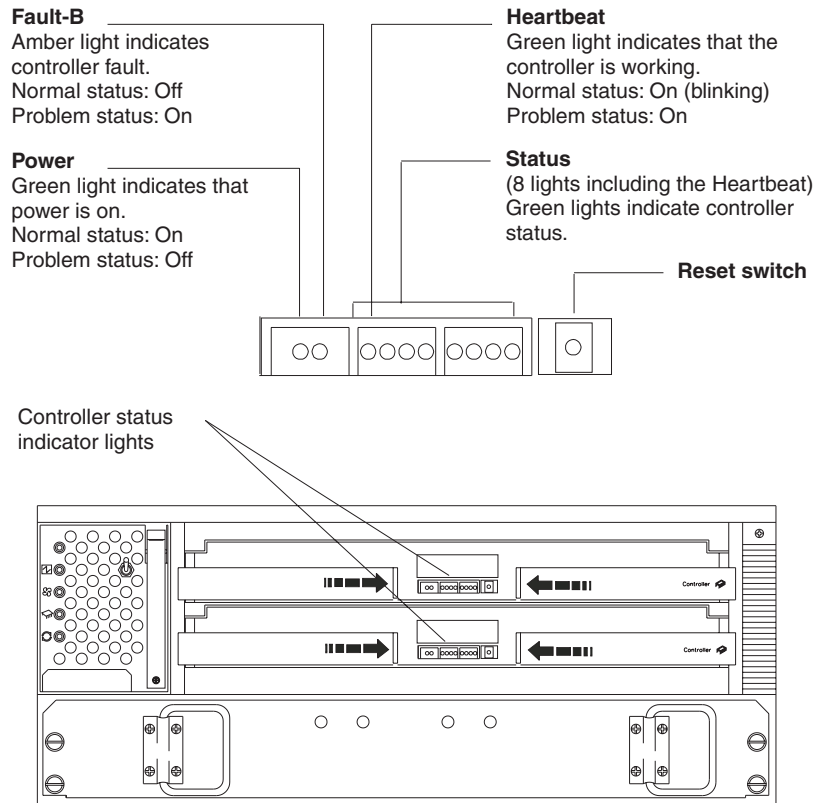 Fault-B
Amber light indicates
controller fault.
Normal status: Off
Problem status: On
Power
Green light indicates that
power is on.
Normal status: On
Problem status: Off
Heartbeat
Green light indicates that the
controller is working.
Normal status: On (blinking)
Problem status: On
Status
(8 lights including the Heartbeat)
Green lights indicate controller
status.
Reset switch
Controller status
indicator lights
Controller
Controller